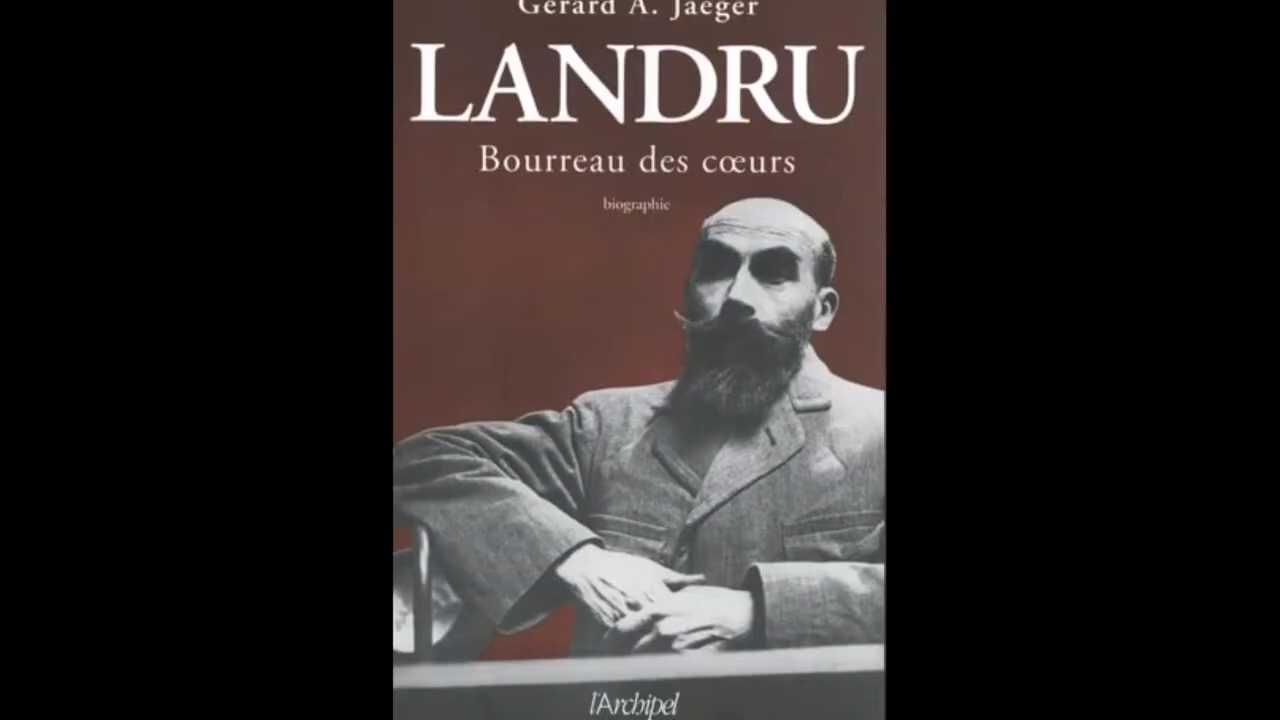 Gérard A. Jaeger
LANDRU
Bourreau des cœurs
biographie
l'Archipel